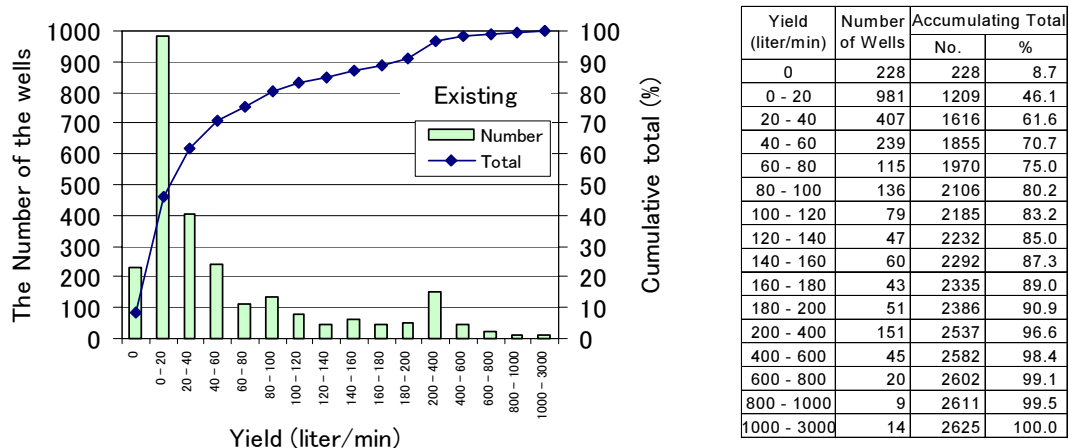 The Number of the wells
1000
900
800
700
600
500
400
300
200
100
0
100
90
80
70
60
50
40
30
20
10
0
Cumulative total (%)
Existing
Number
Total
0
0 - 20
20 - 40
40 - 60
60 - 80
80 - 100
100 - 120
120 - 140
140 - 160
160 - 180
180 - 200
200 - 400
400 - 600
600 - 800
800 - 1000
1000 - 3000
Yield (liter/min)
Yield (liter/min) Number of Wells Accumulating Total
No. %
0 228 228 8.7
0 - 20 981 1209 46.1
20 - 40 407 1616 61.6
40 - 60 239 1855 70.7
60 - 80 115 1970 75.0
80 - 100 136 2106 80.2
100 - 120 79 2185 83.2
120 - 140 47 2232 85.0
140 - 160 60 2292 87.3
160 - 180 43 2335 89.0
180 - 200 51 2386 90.9
200 - 400 151 2537 96.6
400 - 600 45 2582 98.4
600 - 800 20 2602 99.1
800 - 1000 9 2611 99.5
1000 - 3000 14 2625 100.0